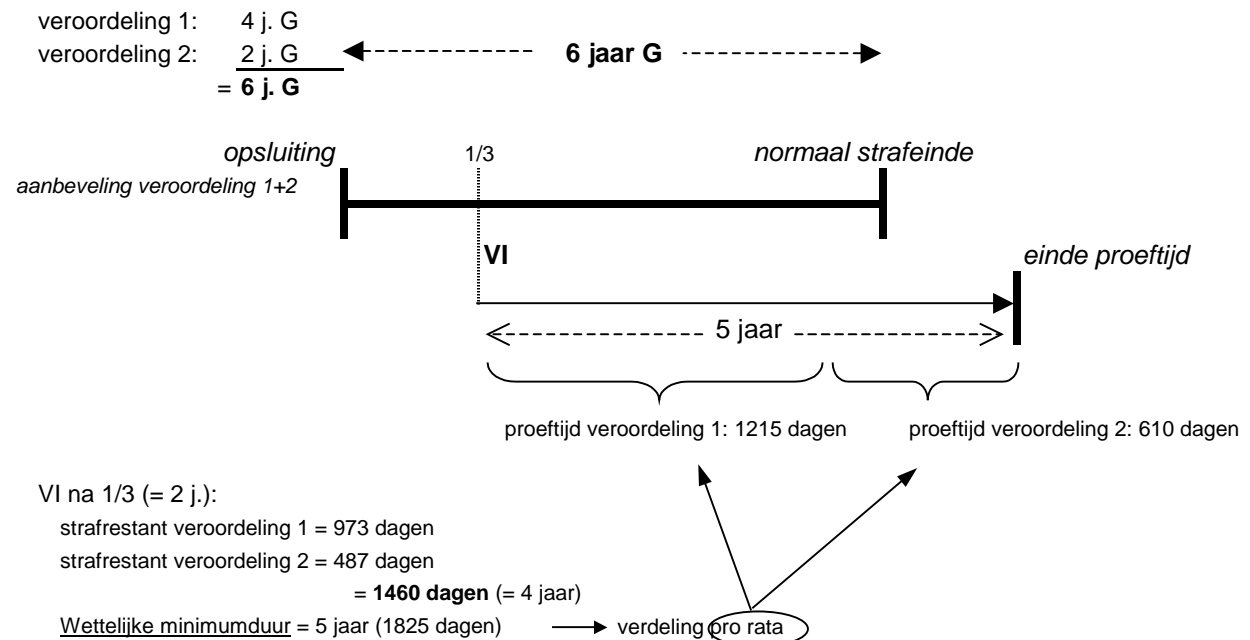 veroordeling 1: 4 j. G
veroordeling 2: 2 j. G
= 6 j. G
6 jaar G
opsluiting
1/3
normaal strafeinde
aanbeveling veroordeling 1+2
VI
einde proeftijd
5 jaar
proeftijd veroordeling 1: 1215 dagen
proeftijd veroordeling 2: 610 dagen
VI na 1/3 (= 2 j.):
strafrestant veroordeling 1 = 973 dagen
strafrestant veroordeling 2 = 487 dagen
= 1460 dagen (= 4 jaar)
Wettelijke minimumduur = 5 jaar (1825 dagen)
verdeling pro rata